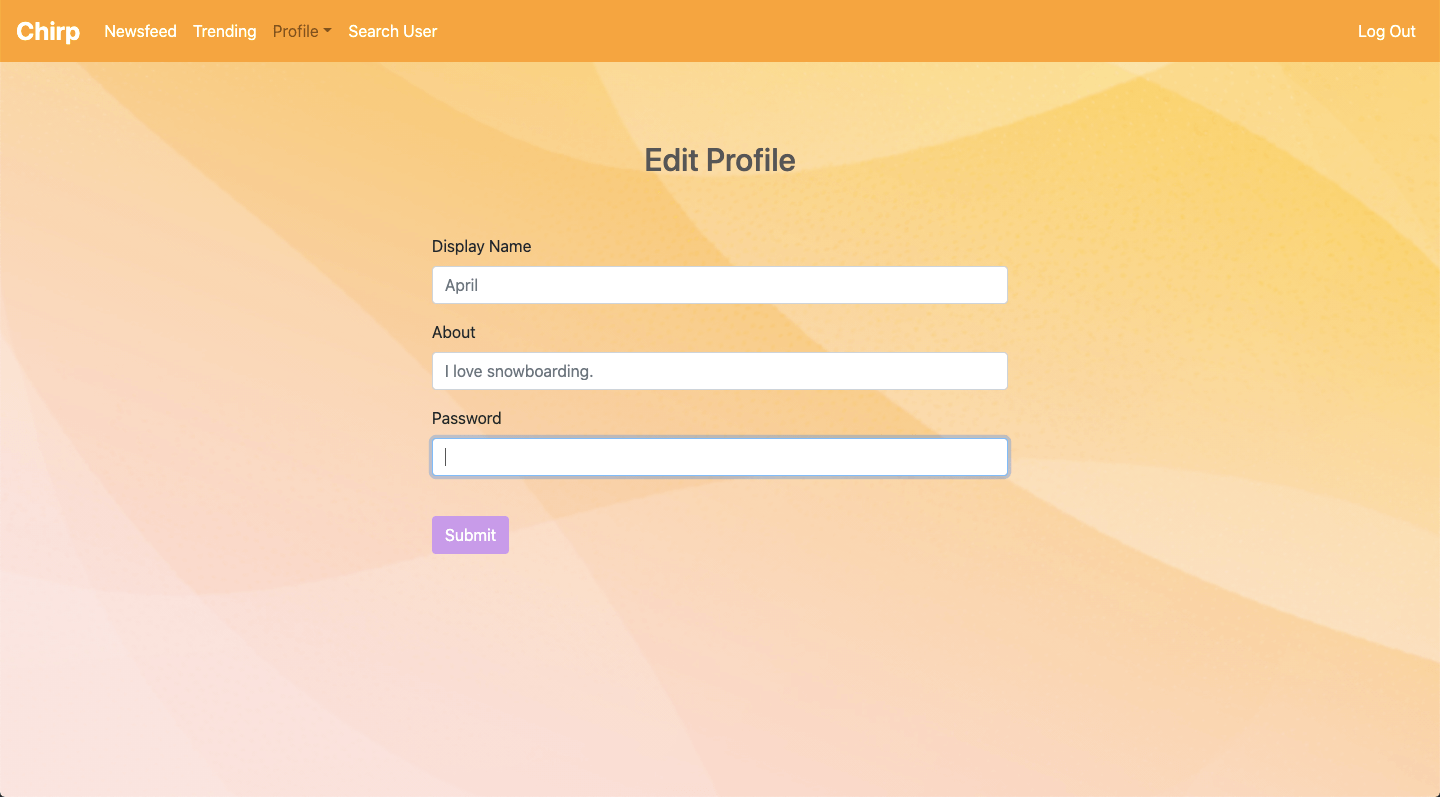 Chirp Newsfeed Trending Profile Search User Log Out
Edit Profile
Display Name
April
About
I love snowboarding.
Password
Submit